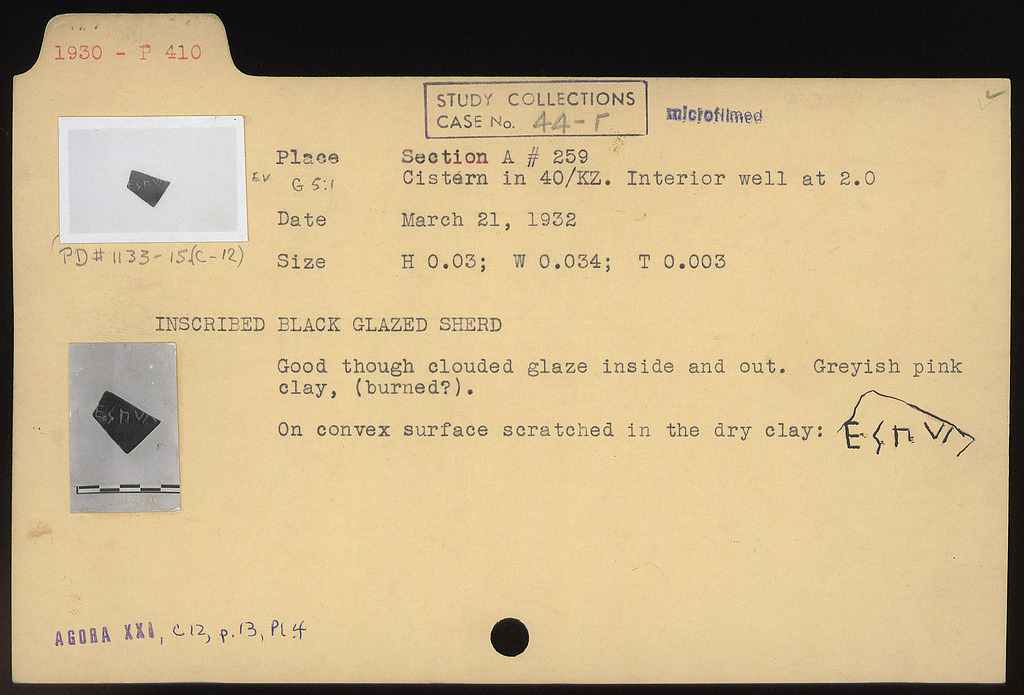 1930 - P 410
STUDY COLLECTIONS
CASE No. 44-Γ
microfilmed
Place Section A # 259
EV G 5:1 Cistern in 40/KZ. Interior well at 2.0
Date March 21, 1932
(PD# 1133-15(C-12)
Size H 0.03; W 0.034; T 0.003
INSCRIBED BLACK GLAZED SHERD
Good though clouded glaze inside and out. Greyish pink
clay, (burned?).
On convex surface scratched in the dry clay:
AGORA XXI, C12, p.13, Pl 4